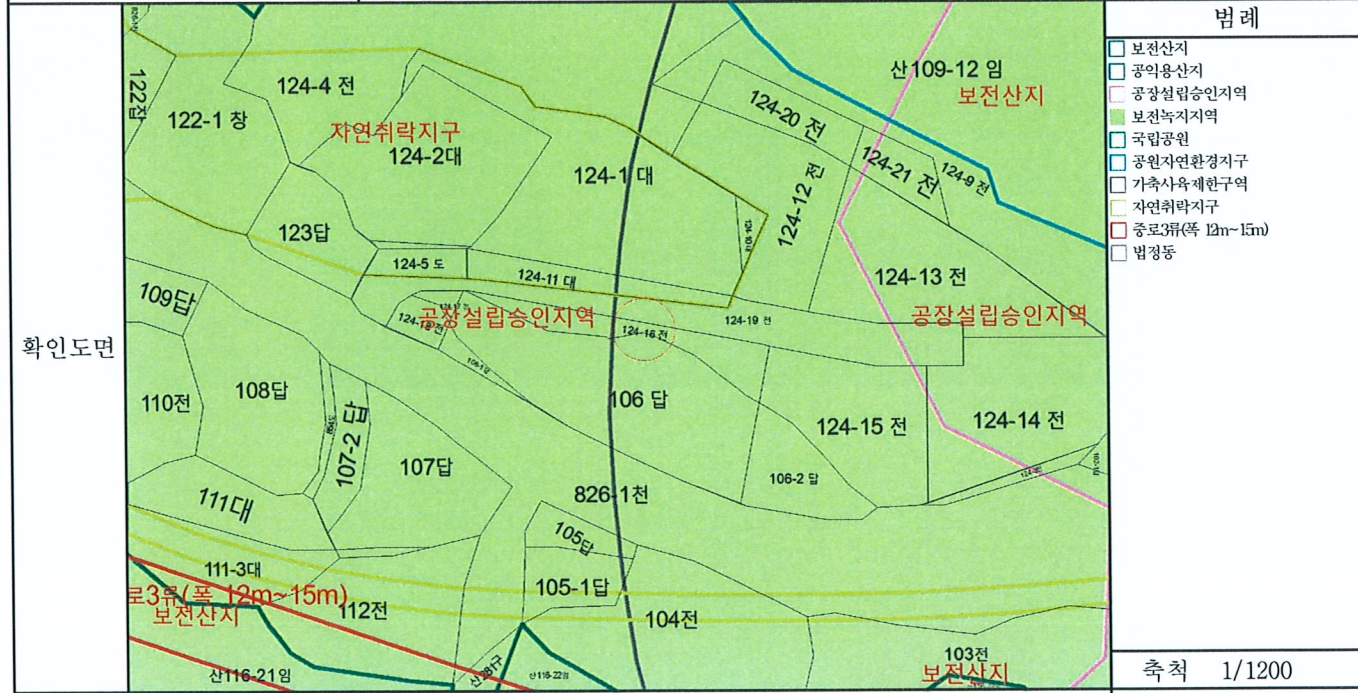 범례
보전산지
공익용산지
공장설립승인지역
보전녹지지역
국립공원
공원자연환경지구
가축사육제한구역
자연취락지구
중로3류(폭 12m~15m)
법정동
축척 1/1200
확인도면
122잡
122-1 창
124-4 전
자연취락지구
124-2대
124-1 대
산109-12 임
보전산지
124-20 전
124-21 전
124-9 전
124-12 전
123답
124-5 도
124-11 대
124-13 전
109답
공장설립승인지역
124-16 전
124-19 전
공장설립승인지역
110전
108답
107-2 답
107답
106 답
124-15 전
124-14 전
106-2 답
111대
826-1천
105답
105-1답
111-3대
로3류(폭 12m~15m)
보전산지
112전
104전
103전
보전산지
산116-21임
산116-22임